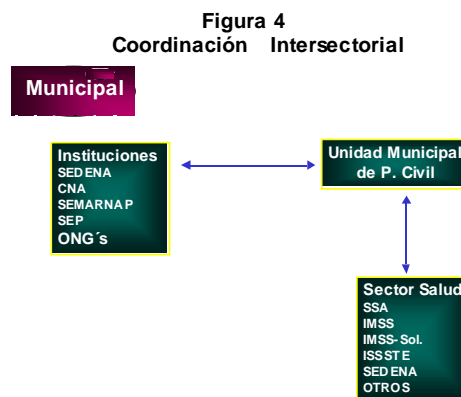 Figura 4
Coordinación Intersectorial
Municipal
Instituciones
SEDENA
CNA
SEMARNAP
SEP
ONG´s
Unidad Municipal
de P. Civil
Sector Salud
SSA
IMSS
IMSS-Sol.
ISSSTE
SEDENA
OTROS